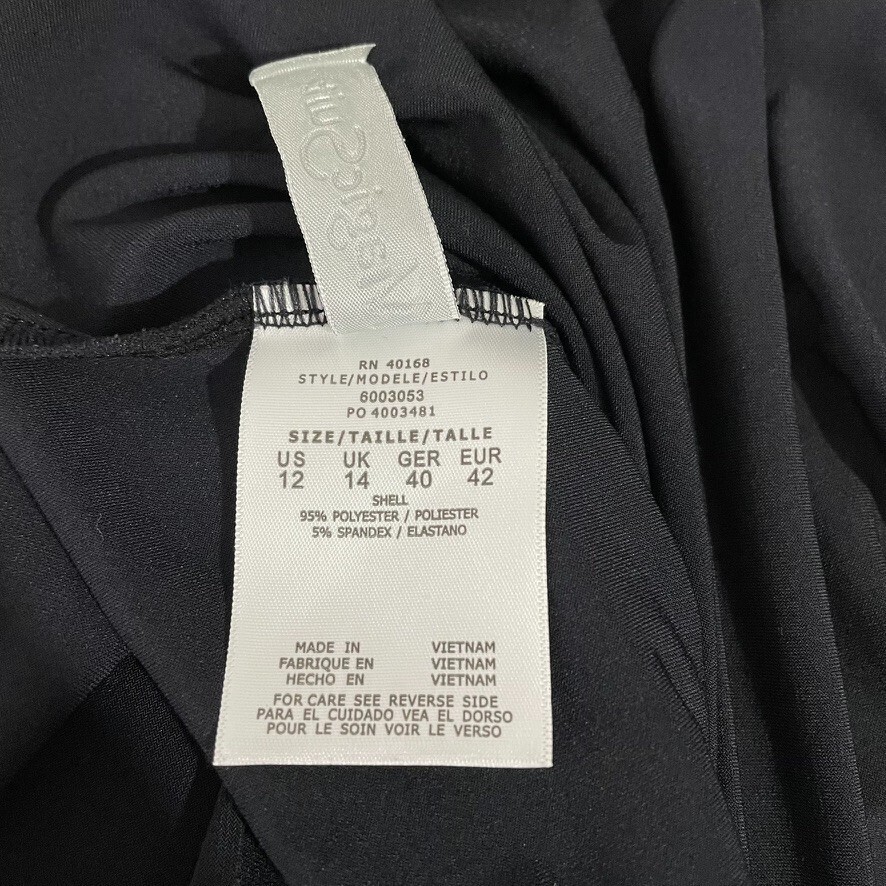 RN 40168
STYLE/MODELE/ESTILO
6003053
PO 4003481
SIZE/TAILLE/TALLE
US UK GER EUR
12 14 40 42
SHELL
95% POLYESTER / POLIESTER
5% SPANDEX / ELASTANO
MADE IN VIETNAM
FABRIQUE EN VIETNAM
HECHO EN VIETNAM
FOR CARE SEE REVERSE SIDE
PARA EL CUIDADO VEA EL DORSO
POUR LE SOIN VOIR LE VERSO